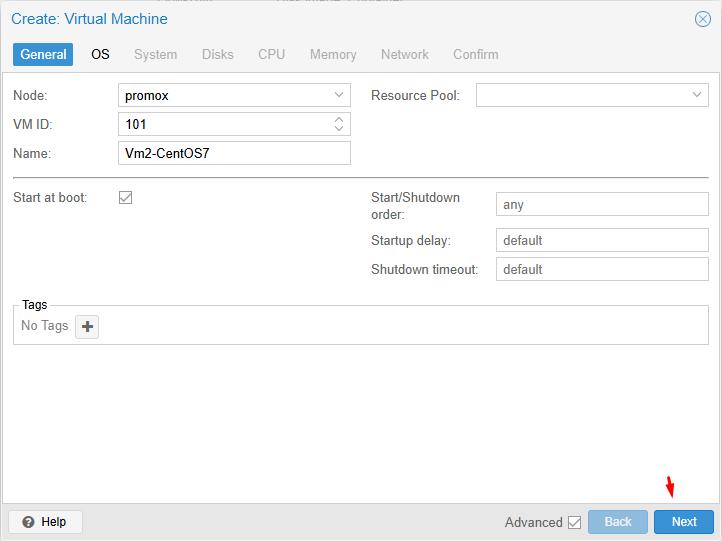 Create: Virtual Machine
General OS System Disks CPU Memory Network Confirm
Node: promox Resource Pool:
VM ID: 101
Name: Vm2-CentOS7
Start at boot: Start/Shutdown order: any
Startup delay: default
Shutdown timeout: default
Tags
No Tags
Help Advanced Back Next